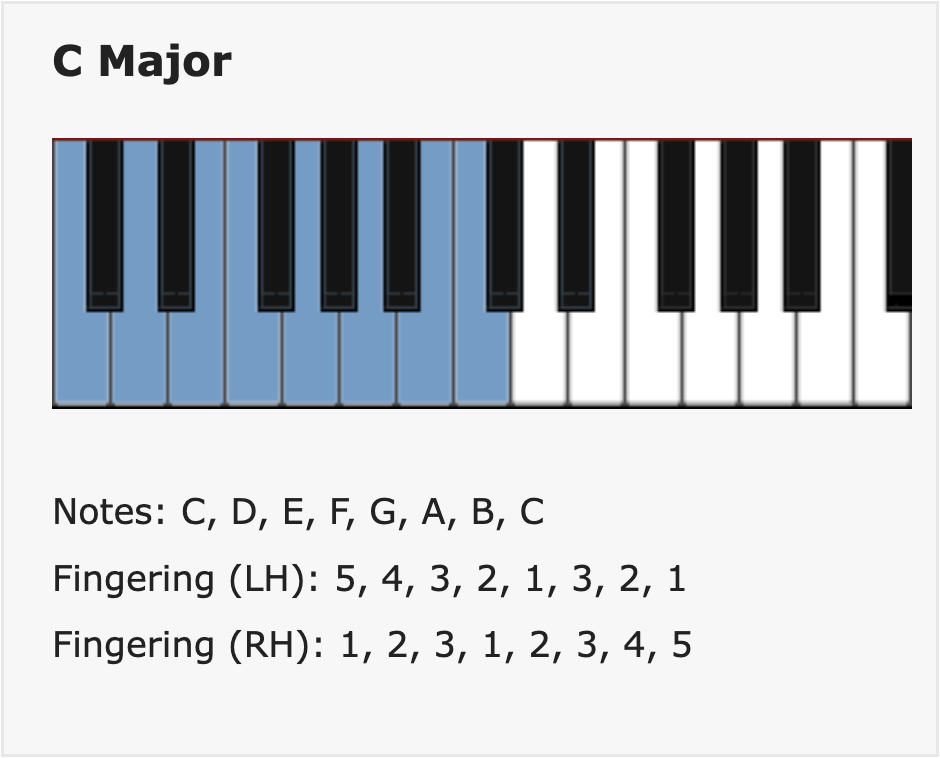 C Major
Notes: C, D, E, F, G, A, B, C
Fingering (LH): 5, 4, 3, 2, 1, 3, 2, 1
Fingering (RH): 1, 2, 3, 1, 2, 3, 4, 5